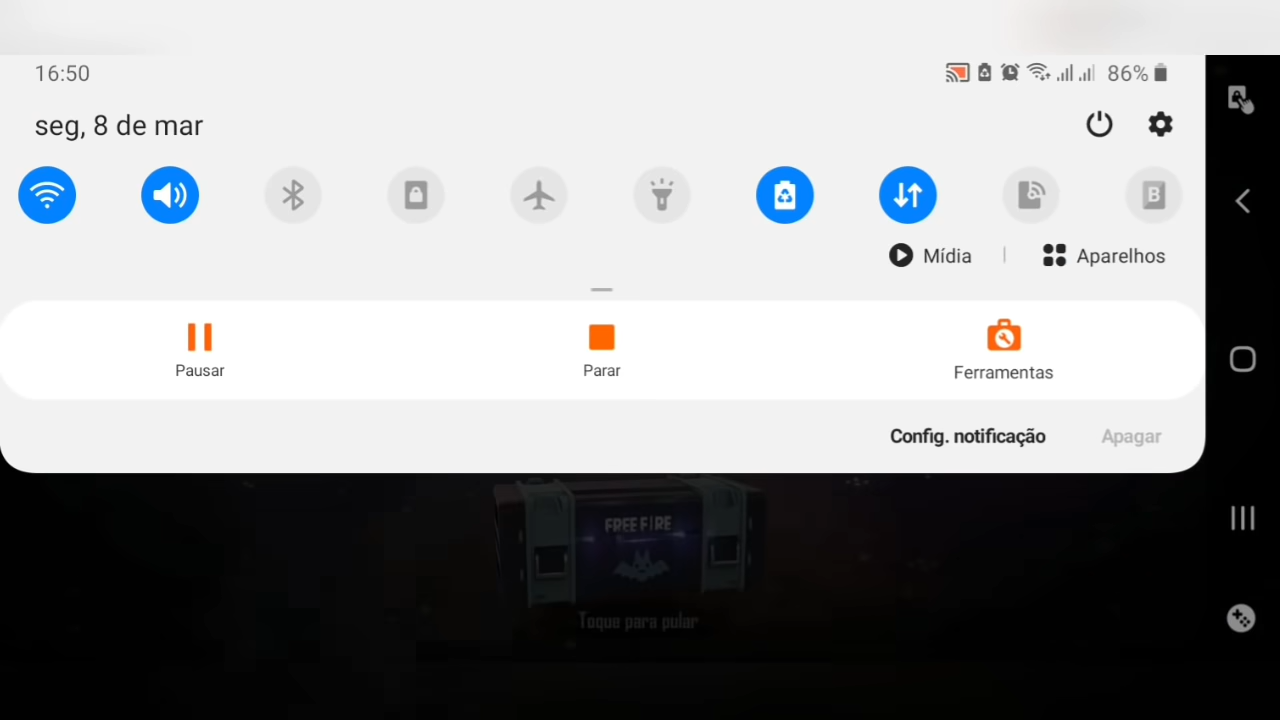 16:50
86%
seg, 8 de mar
B
Mídia
Aparelhos
Pausar
Parar
Ferramentas
Config. notificação
Apagar
FREE FIRE
Toque para pular